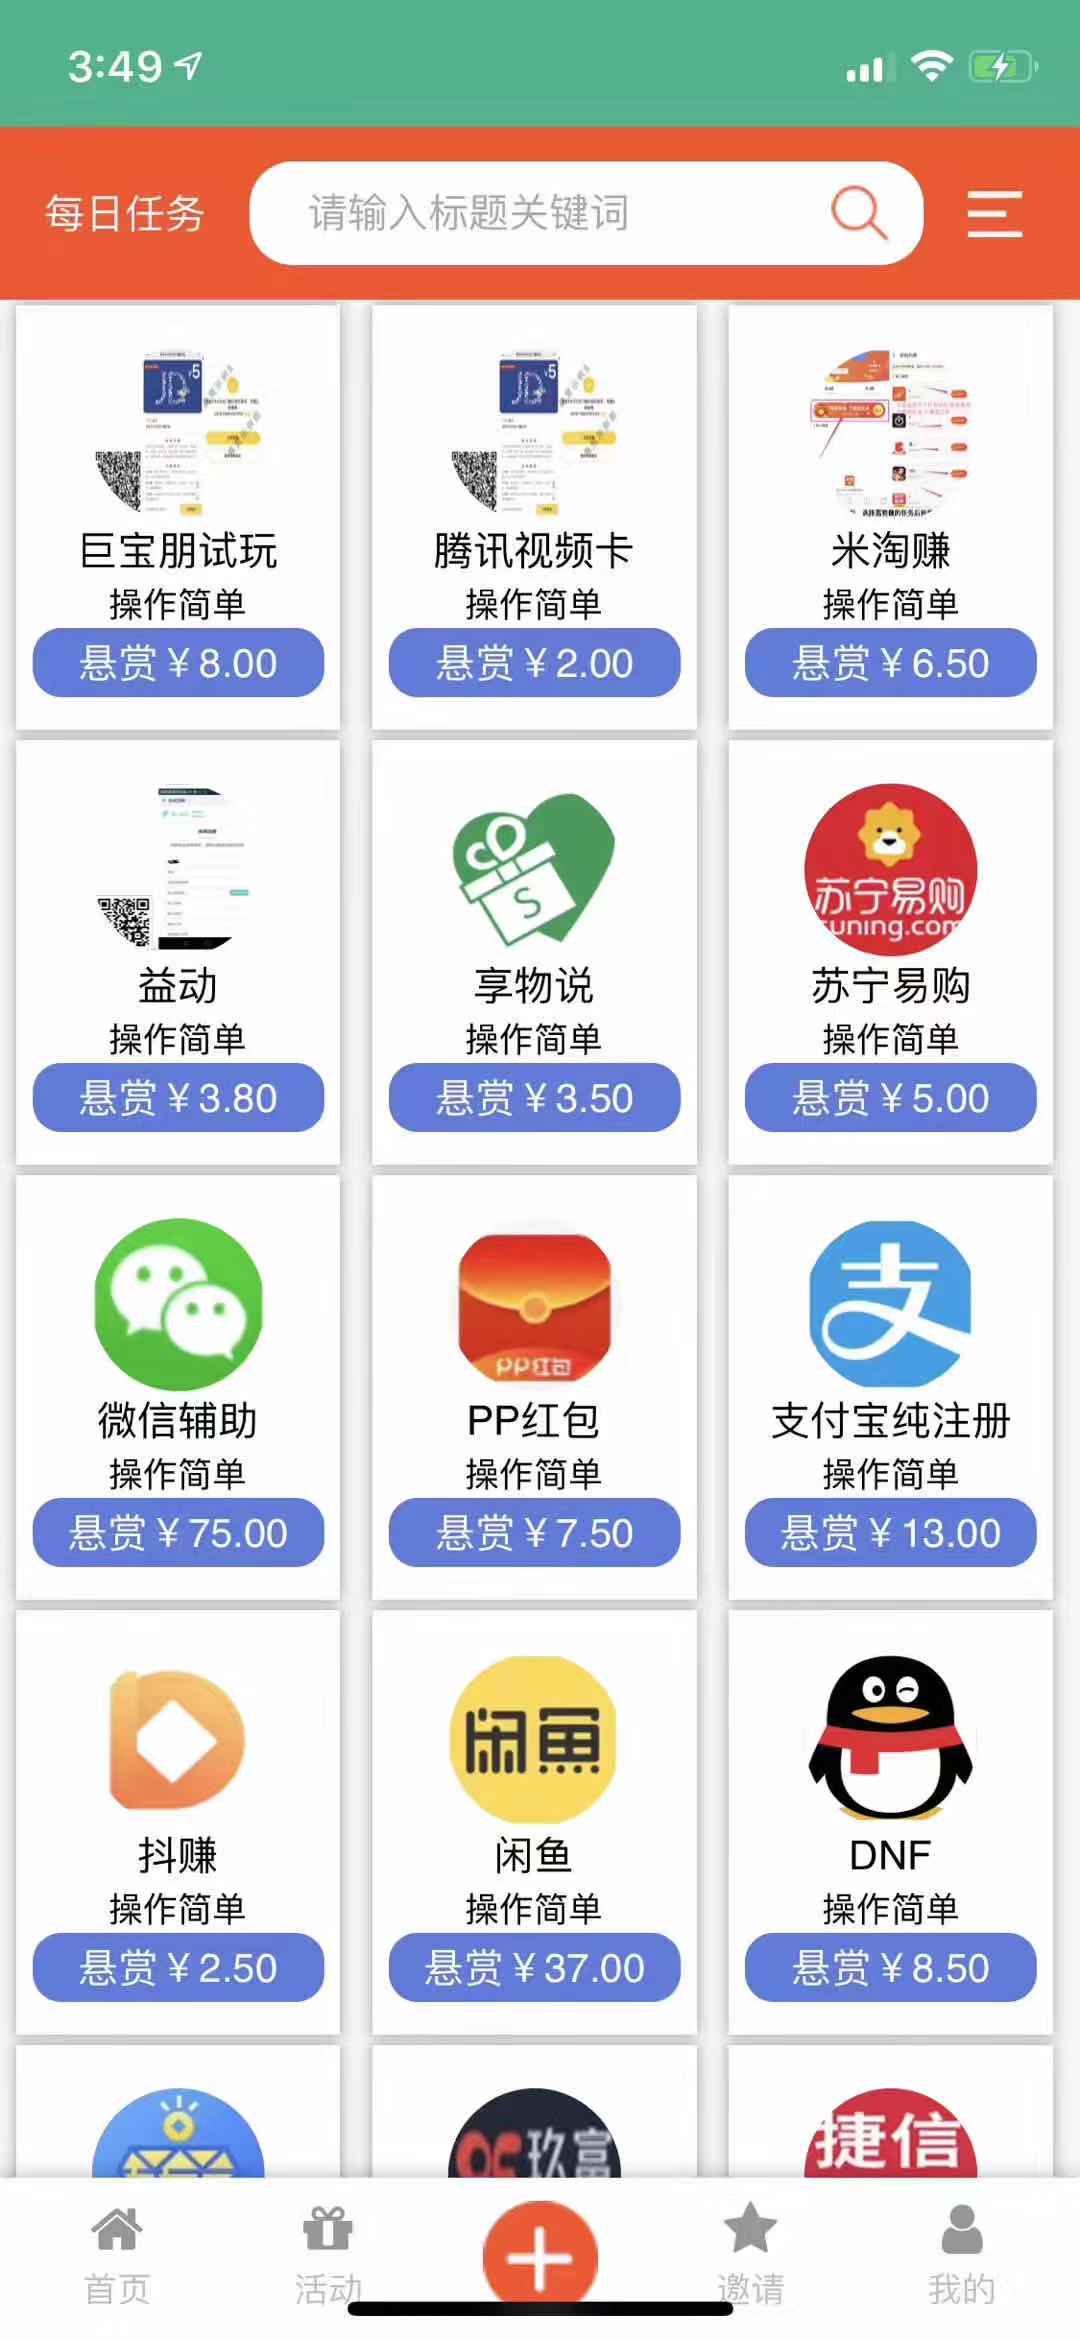 3:49
每日任务
请输入标题关键词
¥5
¥5
巨宝朋试玩
腾讯视频卡
米淘赚
操作简单
操作简单
操作简单
悬赏￥8.00
悬赏￥2.00
悬赏￥6.50
苏宁易购
suning.com
益动
享物说
苏宁易购
操作简单
操作简单
操作简单
悬赏￥3.80
悬赏￥3.50
悬赏￥5.00
PP红包
支
微信辅助
PP红包
支付宝纯注册
操作简单
操作简单
操作简单
悬赏￥75.00
悬赏￥7.50
悬赏￥13.00
闲鱼
抖赚
闲鱼
DNF
操作简单
操作简单
操作简单
悬赏￥2.50
悬赏￥37.00
悬赏￥8.50
玖富
捷信
首页
活动
邀请
我的